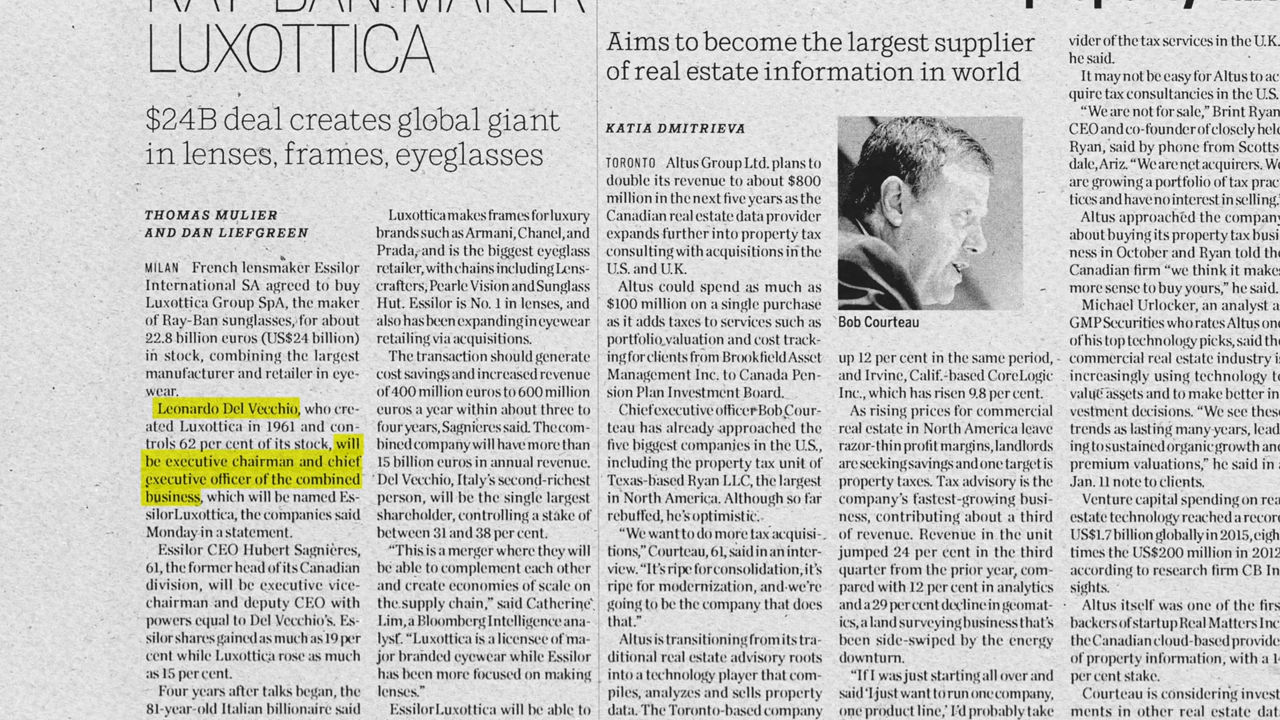 RAY-BAN MAKER
LUXOTTICA
$24B deal creates global giant
in lenses, frames, eyeglasses
THOMAS MULIER
AND DAN LIEFGREEN
MILAN French lensmaker Essilor
International SA agreed to buy
Luxottica Group SpA, the maker
of Ray-Ban sunglasses, for about
22.8 billion euros (US$24 billion)
in stock, combining the largest
manufacturer and retailer in eye-
wear.
Leonardo Del Vecchio, who cre-
ated Luxottica in 1961 and con-
trols 62 per cent of its stock, will
be executive chairman and chief
executive officer of the combined
business, which will be named Es-
silorLuxottica, the companies said
Monday in a statement.
Essilor CEO Hubert Sagnières,
61, the former head of its Canadian
division, will be executive vice-
chairman and deputy CEO with
powers equal to Del Vecchio's. Es-
silor shares gained as much as 19 per
cent while Luxottica rose as much
as 15 per cent.
Four years after talks began, the
81-year-old Italian billionaire said
Luxottica makes frames for luxury
brands such as Armani, Chanel, and
Prada, and is the biggest eyeglass
retailer, with chains including Lens-
crafters, Pearle Vision and Sunglass
Hut. Essilor is No. 1 in lenses, and
also has been expanding in eyewear
retailing via acquisitions.
The transaction should generate
cost savings and increased revenue
of 400 million euros to 600 million
euros a year within about three to
four years, Sagnières said. The com-
bined company will have more than
15 billion euros in annual revenue.
Del Vecchio, Italy's second-richest
person, will be the single largest
shareholder, controlling a stake of
between 31 and 38 per cent.
"This is a merger where they will
be able to complement each other
and create economies of scale on
the supply chain," said Catherine
Lim, a Bloomberg Intelligence ana-
lyst. "Luxottica is a licensee of ma-
jor branded eyewear while Essilor
has been more focused on making
lenses."
EssilorLuxottica will be able to
Aims to become the largest supplier
of real estate information in world
KATIA DMITRIEVA
TORONTO Altus Group Ltd. plans to
double its revenue to about $800
million in the next five years as the
Canadian real estate data provider
expands further into property tax
consulting with acquisitions in the
U.S. and U.K.
Altus could spend as much as
$100 million on a single purchase
as it adds taxes to services such as
portfolio valuation and cost track-
ing for clients from Brookfield Asset
Management Inc. to Canada Pen-
sion Plan Investment Board.
Chief executive officer Bob Cour-
teau has already approached the
five biggest companies in the U.S.,
including the property tax unit of
Texas-based Ryan LLC, the largest
in North America. Although so far
rebuffed, he's optimistic.
"We want to do more tax acquisi-
tions," Courteau, 61, said in an inter-
view. "It's ripe for consolidation, it's
ripe for modernization, and we're
going to be the company that does
that."
Altus is transitioning from its tra-
ditional real estate advisory roots
into a technology player that com-
piles, analyzes and sells property
data. The Toronto-based company
Bob Courteau
up 12 per cent in the same period,
and Irvine, Calif.-based CoreLogic
Inc., which has risen 9.8 per cent.
As rising prices for commercial
real estate in North America leave
razor-thin profit margins, landlords
are seeking savings and one target is
property taxes. Tax advisory is the
company's fastest-growing busi-
ness, contributing about a third
of revenue. Revenue in the unit
jumped 24 per cent in the third
quarter from the prior year, com-
pared with 12 per cent in analytics
and a 29 per cent decline in geomat-
ics, a land surveying business that's
been side-swiped by the energy
downturn.
"If I was just starting all over and
said 'I just want to run one company,
one product line,' I'd probably take
vider of the tax services in the U.K.
he said.
It may not be easy for Altus to ac
quire tax consultancies in the U.S.
"We are not for sale," Brint Ryan
CEO and co-founder of closely held
Ryan, said by phone from Scotts
dale, Ariz. "We are net acquirers. We
are growing a portfolio of tax prac
tices and have no interest in selling."
Altus approached the company
about buying its property tax busi
ness in October and Ryan told the
Canadian firm "we think it makes
more sense to buy yours," he said.
Michael Urlocker, an analyst a
GMP Securities who rates Altus on
of his top technology picks, said the
commercial real estate industry i
increasingly using technology to
value assets and to make better in
vestment decisions. "We see these
trends as lasting many years, lead
ing to sustained organic growth and
premium valuations," he said in a
Jan. 11 note to clients.
Venture capital spending on rea
estate technology reached a recor
US$1.7 billion globally in 2015, eigh
times the US$200 million in 2012
according to research firm CB In
sights.
Altus itself was one of the firs
backers of startup Real Matters Inc
the Canadian cloud-based provide
of property information, with a 1
per cent stake.
Courteau is considering invest
ments in other real estate dat